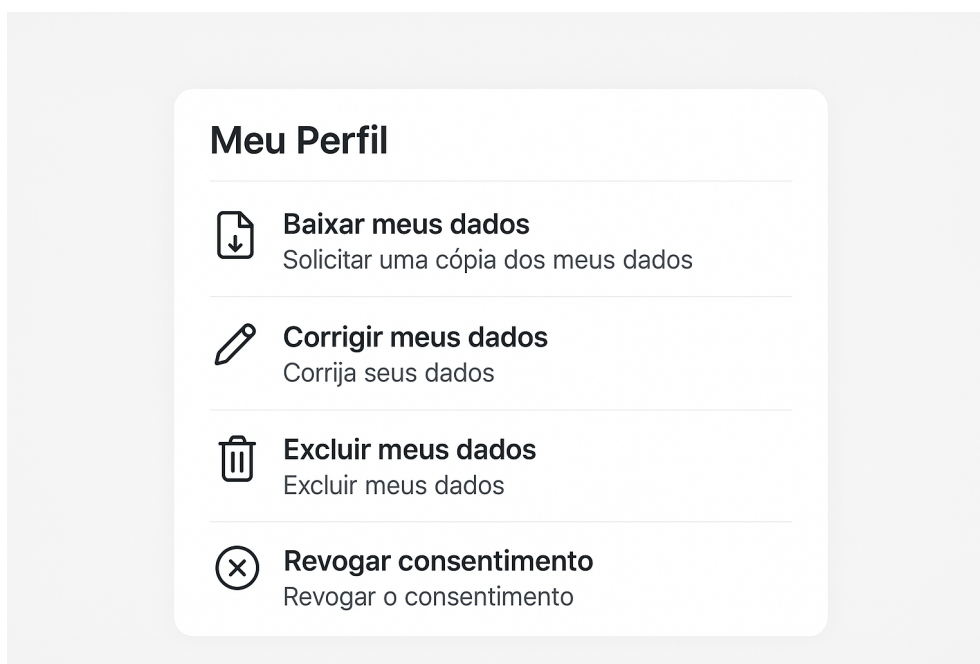 Meu Perfil
Baixar meus dados
Solicitar uma cópia dos meus dados
Corrigir meus dados
Corrija seus dados
Excluir meus dados
Excluir meus dados
Revogar consentimento
Revogar o consentimento